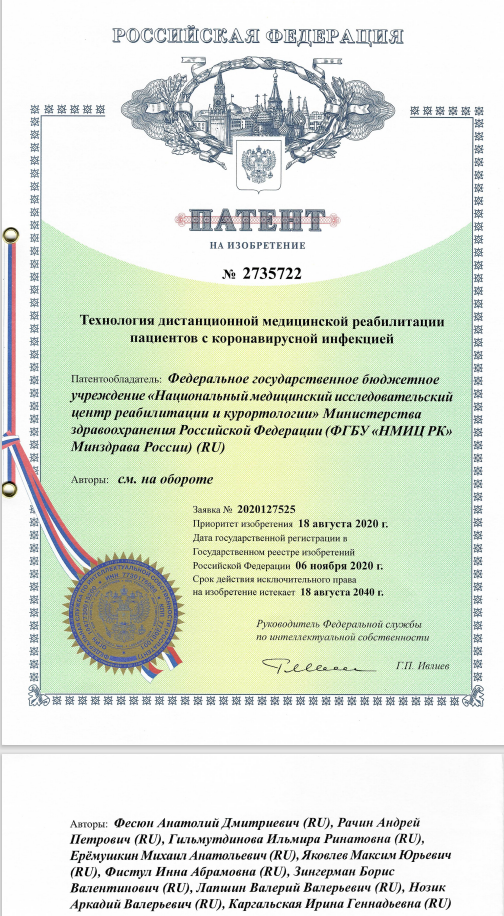 РОССИЙСКАЯ ФЕДЕРАЦИЯ
ПАТЕНТ
НА ИЗОБРЕТЕНИЕ
№ 2735722
Технология дистанционной медицинской реабилитации
пациентов с коронавирусной инфекцией
Патентообладатель: Федеральное государственное бюджетное
учреждение «Национальный медицинский исследовательский
центр реабилитации и курортологии» Министерства
здравоохранения Российской Федерации (ФГБУ «НМИЦ РК»
Минздрава России) (RU)
Авторы: см. на обороте
Заявка № 2020127525
Приоритет изобретения 18 августа 2020 г.
Дата государственной регистрации в
Государственном реестре изобретений
Российской Федерации 06 ноября 2020 г.
Срок действия исключительного права
на изобретение истекает 18 августа 2040 г.
Руководитель Федеральной службы
по интеллектуальной собственности
Г.П. Ивлиев
Авторы: Фесюн Анатолий Дмитриевич (RU), Рачин Андрей
Петрович (RU), Гильмутдинова Ильмира Ринатовна (RU),
Ерёмушкин Михаил Анатольевич (RU), Яковлев Максим Юрьевич
(RU), Фистул Инна Абрамовна (RU), Зингерман Борис
Валентинович (RU), Лапшин Валерий Валерьевич (RU), Нозик
Аркадий Валерьевич (RU), Каргальская Ирина Геннадьевна (RU)